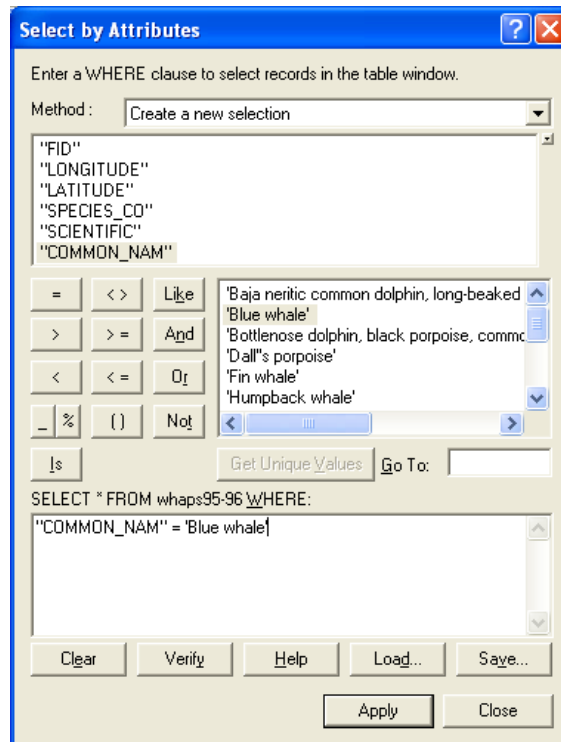 Select by Attributes
Enter a WHERE clause to select records in the table window.
Method : Create a new selection
"FID"
"LONGITUDE"
"LATITUDE"
"SPECIES_CO"
"SCIENTIFIC"
"COMMON_NAM"
= < > Like
> > = And
< < = Or
_ % ( ) Not
Is
'Baja neritic common dolphin, long-beaked
'Blue whale'
'Bottlenose dolphin, black porpoise, commo
'Dall''s porpoise'
'Fin whale'
'Humpback whale'
Get Unique Values Go To:
SELECT * FROM whaps95-96 WHERE:
"COMMON_NAM" = 'Blue whale'
Clear Verify Help Load... Save...
Apply Close